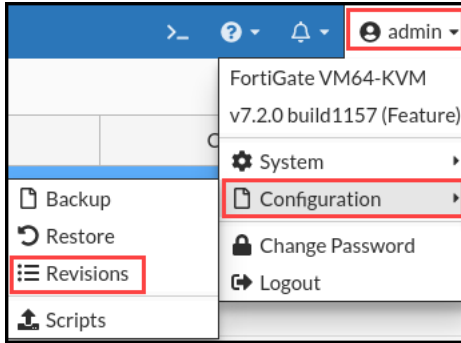 >_
? 
admin
FortiGate VM64-KVM
v7.2.0 build1157 (Feature)
System
Configuration
Change Password
Logout
Backup
Restore
Revisions
Scripts